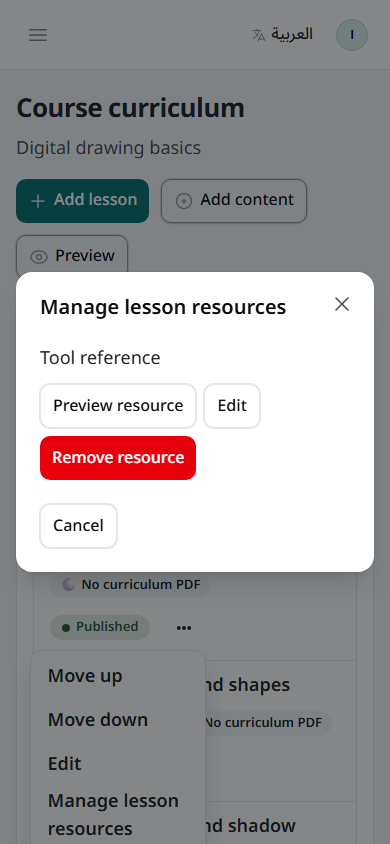 العربية
I
Course curriculum
Digital drawing basics
Add lesson
Add content
Preview
Manage lesson resources
Tool reference
Preview resource
Edit
Remove resource
Cancel
No curriculum PDF
Published
Move up
nd shapes
Move down
No curriculum PDF
Edit
Manage lesson
resources
nd shadow